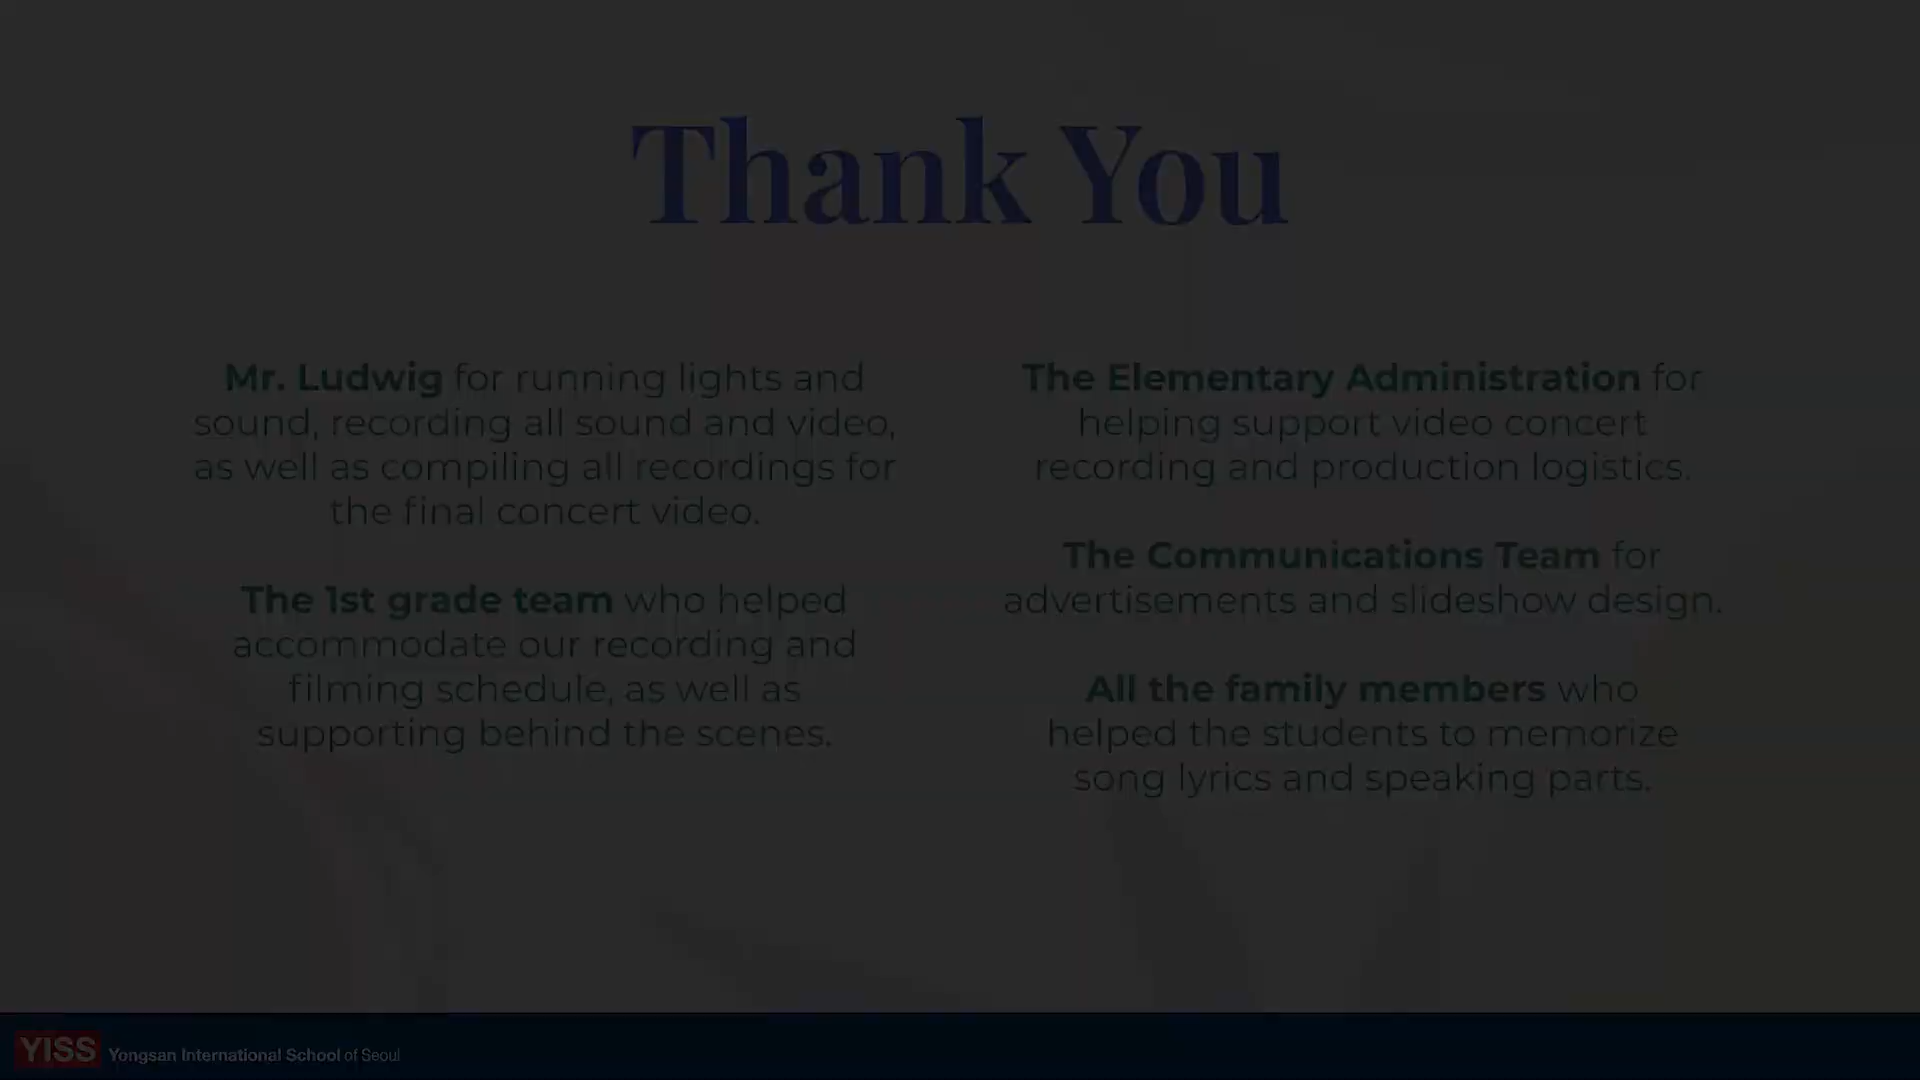 Thank You
Mr. Ludwig for running lights and
sound, recording all sound and video,
as well as compiling all recordings for
the final concert video.
The 1st grade team who helped
accommodate our recording and
filming schedule, as well as
supporting behind the scenes.
The Elementary Administration for
helping support video concert
recording and production logistics.
The Communications Team for
advertisements and slideshow design.
All the family members who
helped the students to memorize
song lyrics and speaking parts.
YISS Yongsan International School of Seoul